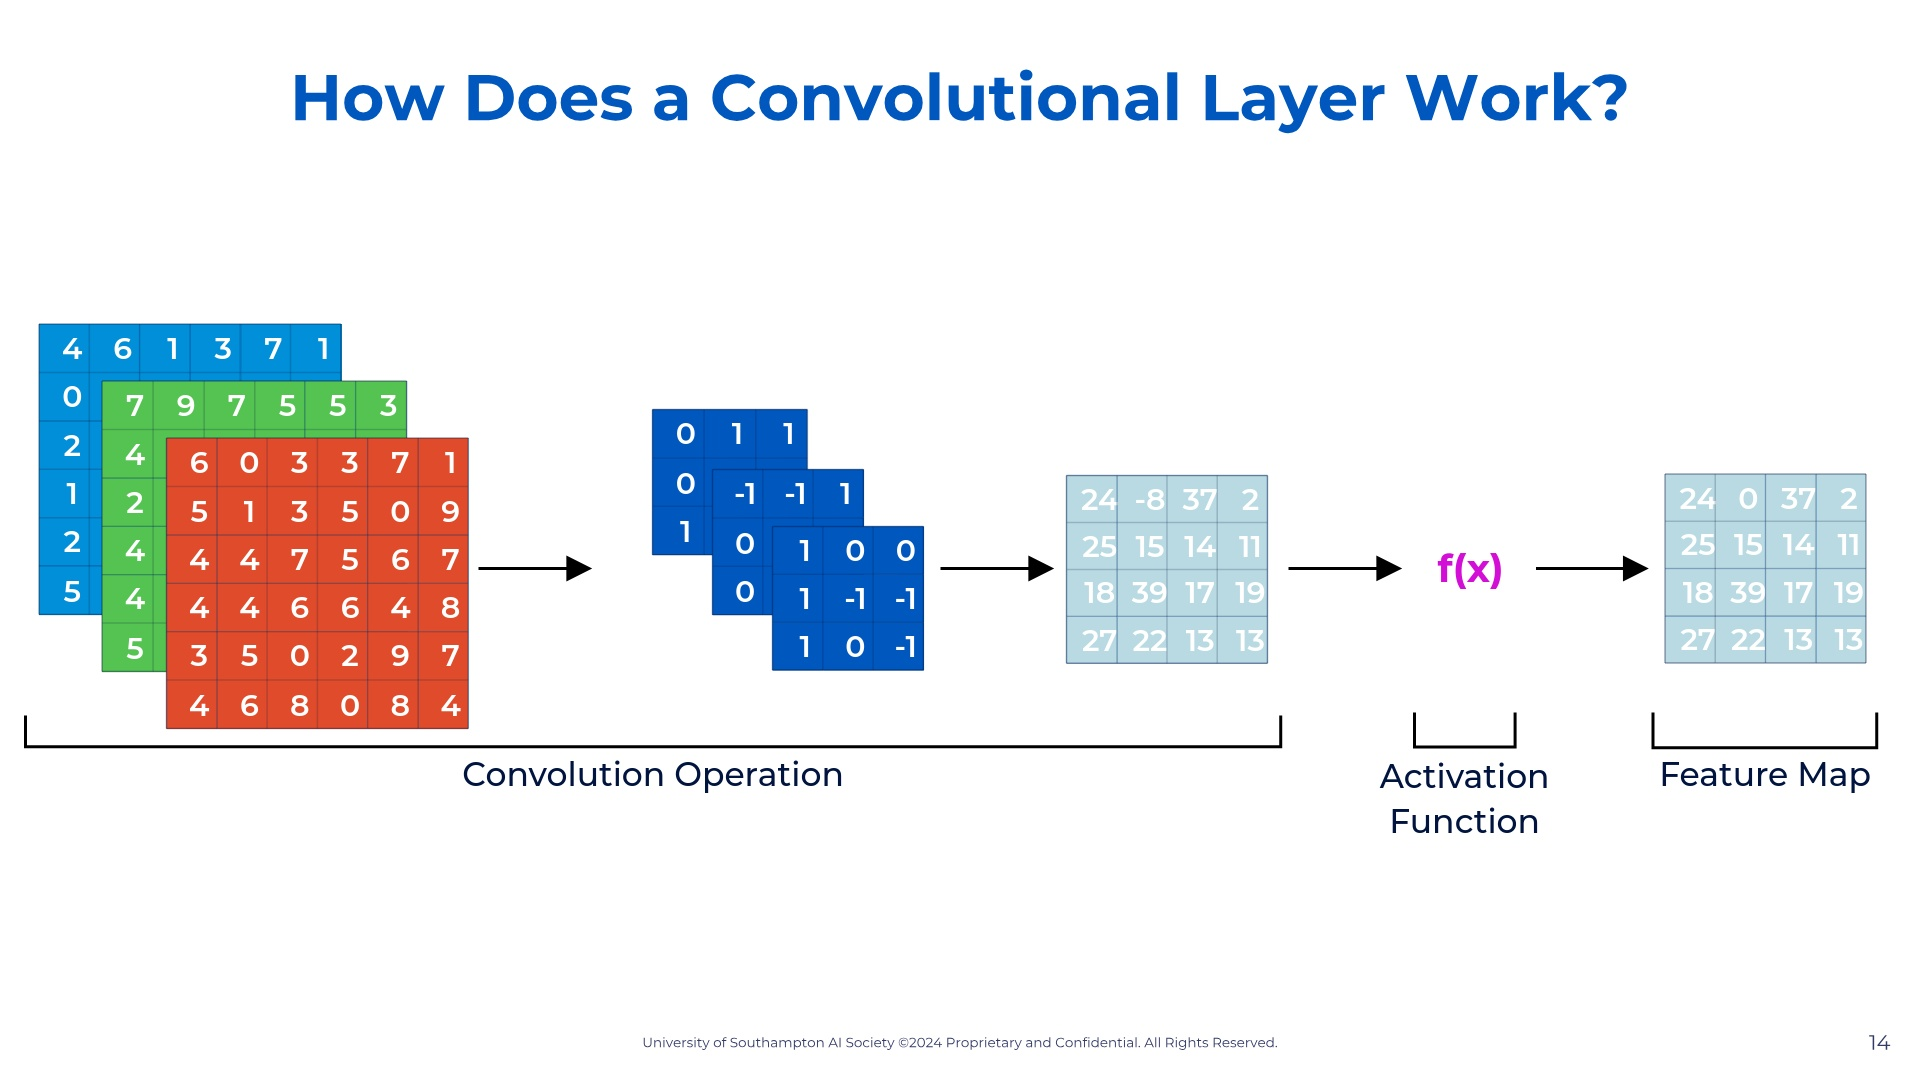 How Does a Convolutional Layer Work?
4 6 1 3 7 1
0
2
1
2
5
7 9 7 5 5 3
4
2
4
4
5
6 0 3 3 7 1
5 1 3 5 0 9
4 4 7 5 6 7
4 4 6 6 4 8
3 5 0 2 9 7
4 6 8 0 8 4
0 1 1
0
1
-1 -1 1
0
0
1 0 0
1 -1 -1
1 0 -1
24 -8 37 2
25 15 14 11
18 39 17 19
27 22 13 13
f(x)
24 0 37 2
25 15 14 11
18 39 17 19
27 22 13 13
Convolution Operation
Activation
Function
Feature Map
University of Southampton AI Society ©2024 Proprietary and Confidential. All Rights Reserved.
14